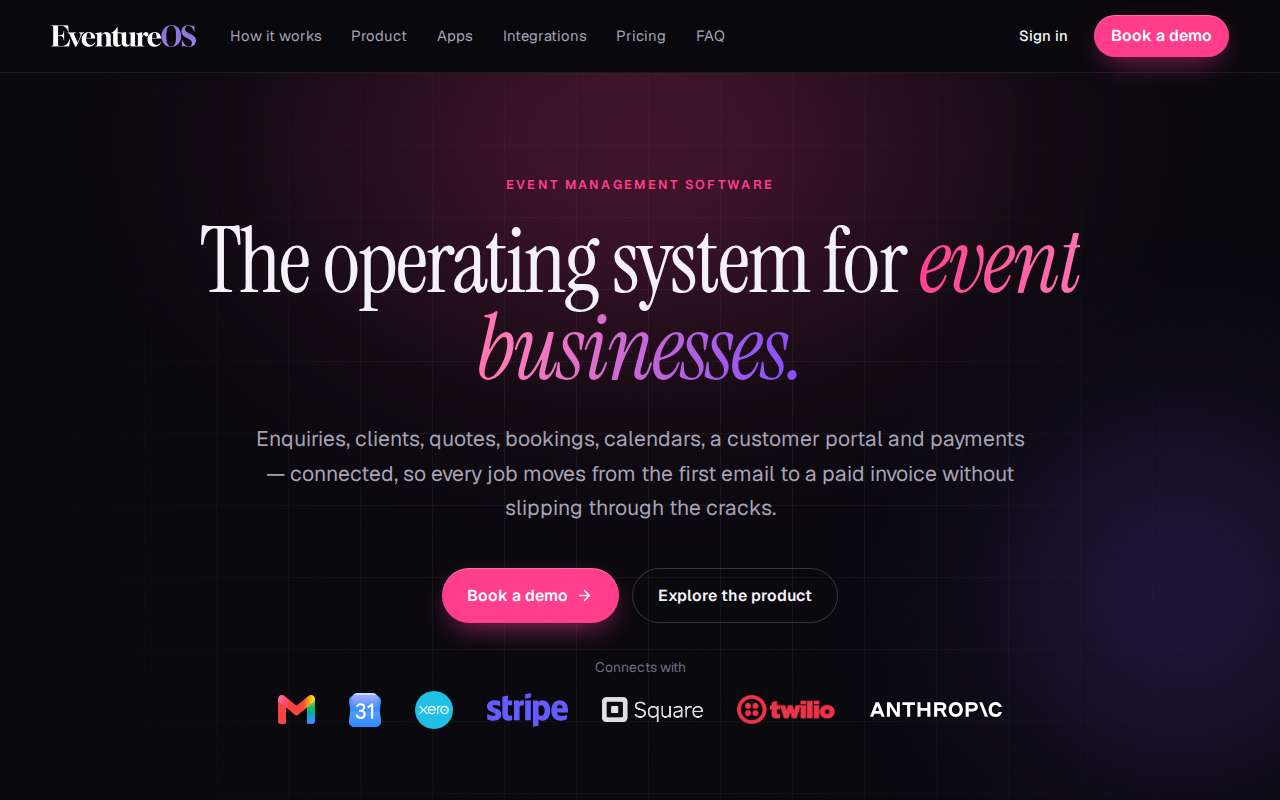 EventureOS How it works Product Apps Integrations Pricing FAQ Sign in Book a demo
EVENT MANAGEMENT SOFTWARE
The operating system for event
businesses.
Enquiries, clients, quotes, bookings, calendars, a customer portal and payments
— connected, so every job moves from the first email to a paid invoice without
slipping through the cracks.
Book a demo → Explore the product
Connects with
31 xero stripe Square twilio ANTHROP\C